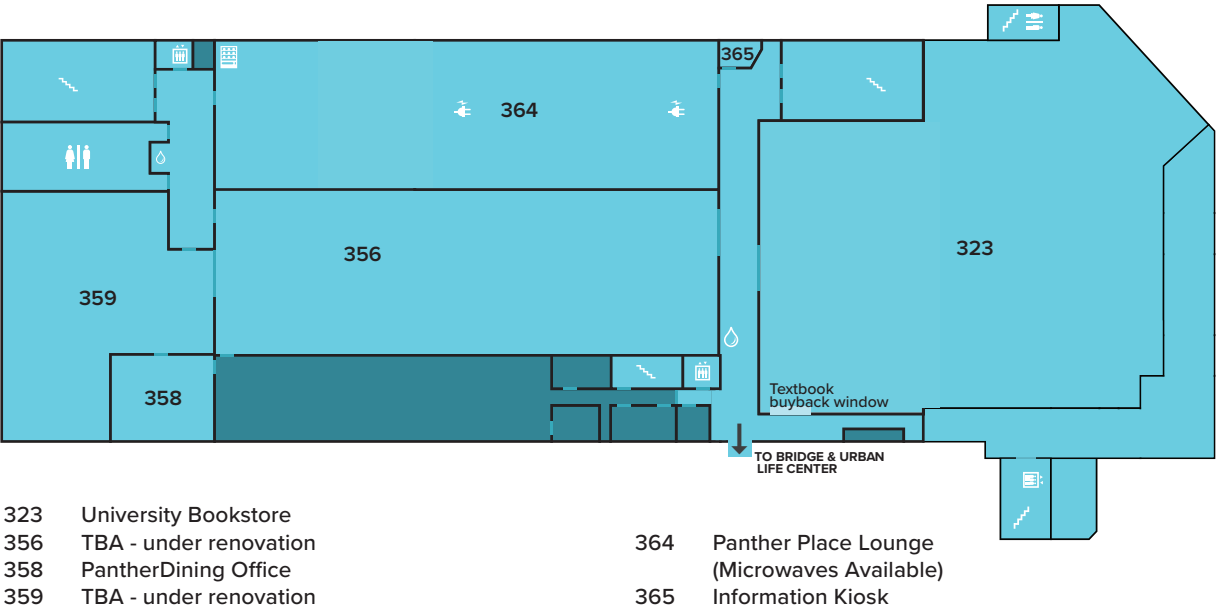 365
364
323
356
359
358
Textbook
buyback window
TO BRIDGE & URBAN
LIFE CENTER
323 University Bookstore
356 TBA - under renovation
358 PantherDining Office
359 TBA - under renovation
364 Panther Place Lounge
(Microwaves Available)
365 Information Kiosk